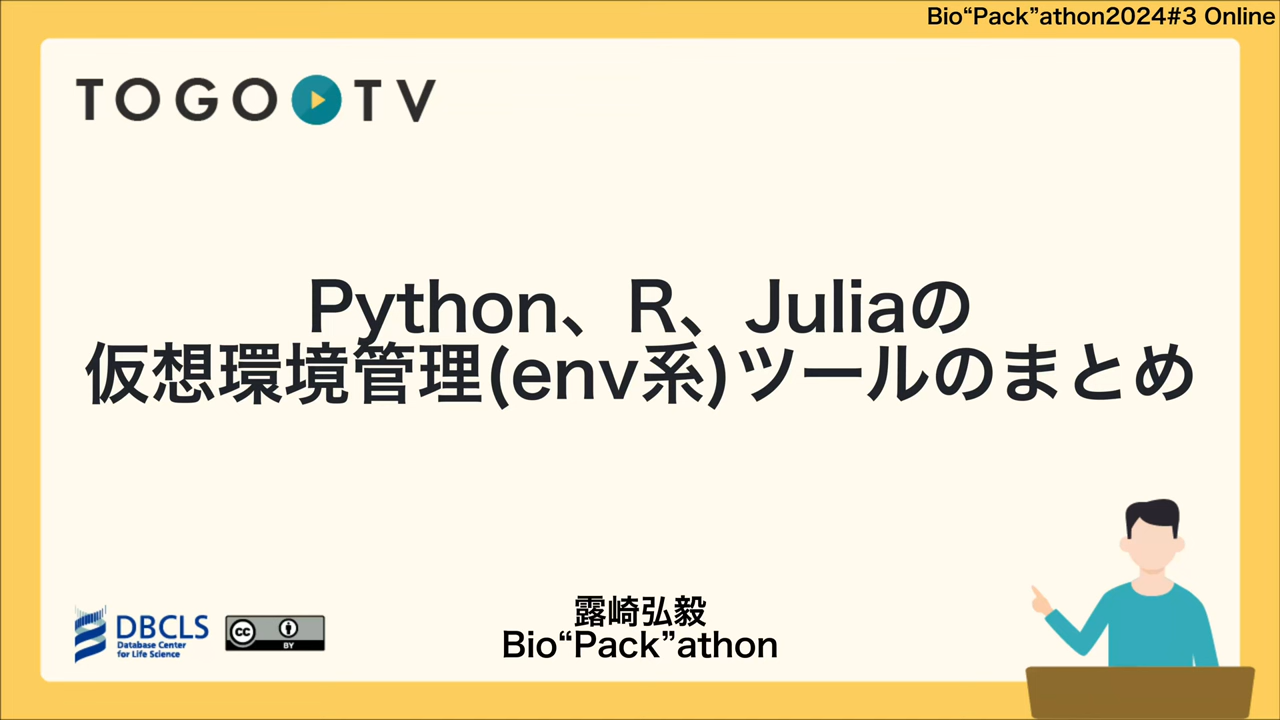 Bio“Pack”athon2024#3 Online
TOGO TV
Python、R、Juliaの
仮想環境管理(env系)ツールのまとめ
露崎弘毅
Bio“Pack”athon
DBCLS
Database Center
for Life Science
cc
BY